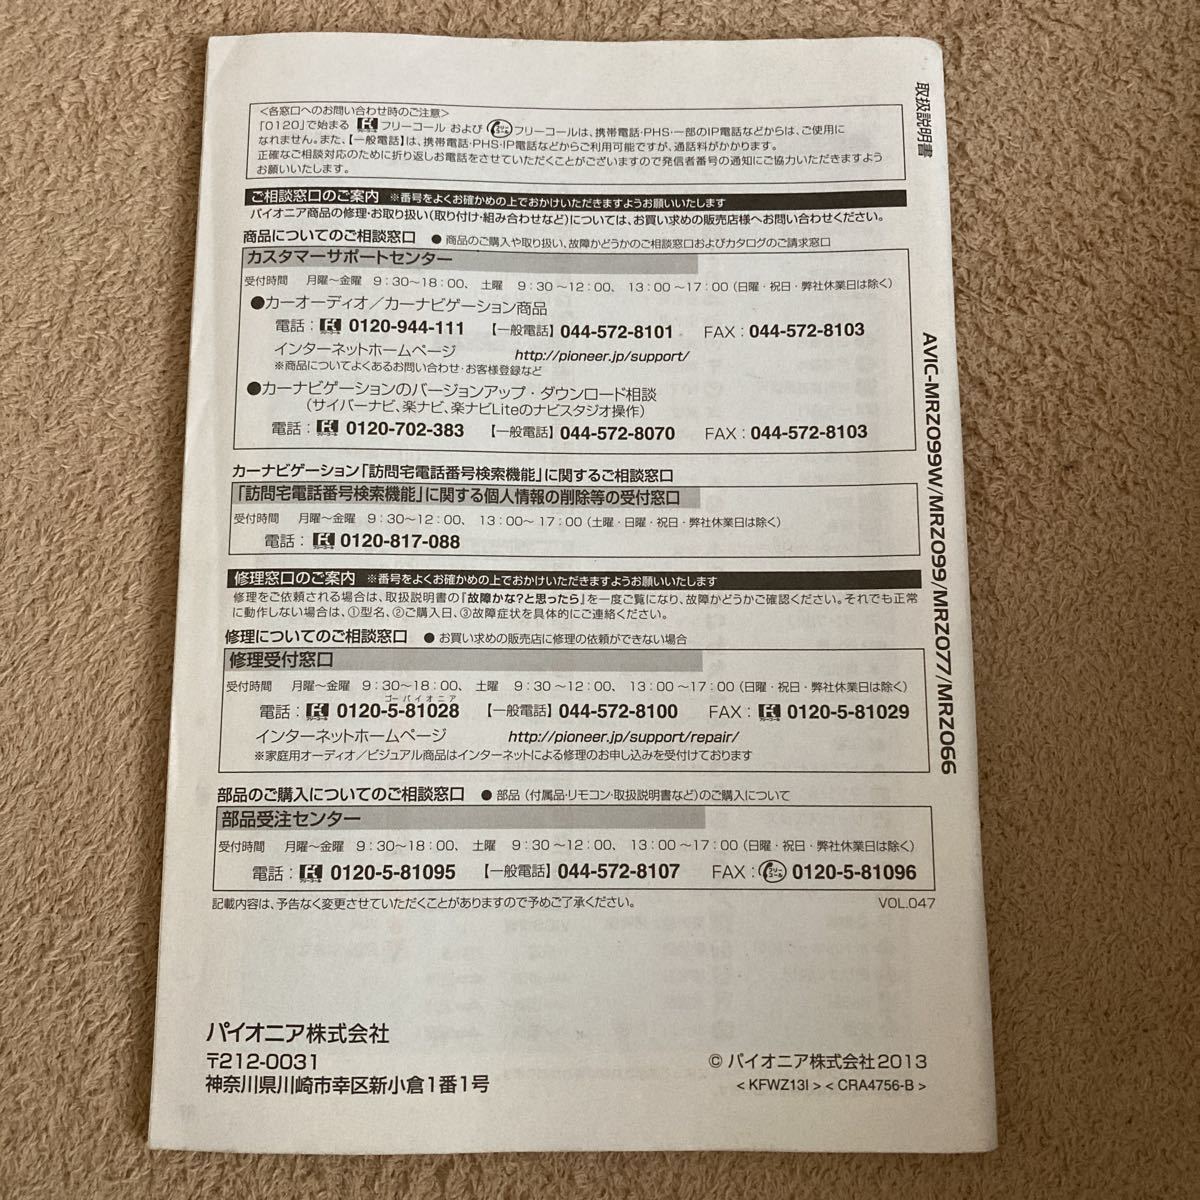 <各窓口へのお問い合わせ時のご注意>
「0120」で始まる フリーコール および フリーコールは、携帯電話・PHS・一部のIP電話などからは、ご使用に
なれません。また、【一般電話】は、携帯電話・PHS・IP電話などからご利用可能ですが、通話料がかかります。
正確なご相談対応のために折り返しお電話をさせていただくことがございますので発信者番号の通知にご協力いただきますよう
お願いいたします。
ご相談窓口のご案内 ※番号をよくお確かめの上でおかけいただきますようお願いいたします
パイオニア商品の修理・お取り扱い(取り付け・組み合わせなど)については、お買い求めの販売店様へお問い合わせください。
商品についてのご相談窓口 ●商品のご購入や取り扱い、故障かどうかのご相談窓口およびカタログのご請求窓口
カスタマーサポートセンター
受付時間 月曜〜金曜 9:30〜18:00、 土曜 9:30〜12:00、 13:00〜17:00(日曜・祝日・弊社休業日は除く)
●カーオーディオ/カーナビゲーション商品
電話: フリーコール 0120-944-111 【一般電話】044-572-8101 FAX:044-572-8103
インターネットホームページ http://pioneer.jp/support/
※商品についてよくあるお問い合わせ・お客様登録など
●カーナビゲーションのバージョンアップ・ダウンロード相談
(サイバーナビ、楽ナビ、楽ナビLiteのナビスタジオ操作)
電話: フリーコール 0120-702-383 【一般電話】044-572-8070 FAX:044-572-8103
カーナビゲーション「訪問宅電話番号検索機能」に関するご相談窓口
「訪問宅電話番号検索機能」に関する個人情報の削除等の受付窓口
受付時間 月曜〜金曜 9:30〜12:00、 13:00〜17:00(土曜・日曜・祝日・弊社休業日は除く)
電話: フリーコール 0120-817-088
修理窓口のご案内 ※番号をよくお確かめの上でおかけいただきますようお願いいたします
修理をご依頼される場合は、取扱説明書の『故障かな?と思ったら』を一度ご覧になり、故障かどうかご確認ください。それでも正常
に動作しない場合は、①型名、②ご購入日、③故障症状を具体的にご連絡ください。
修理についてのご相談窓口 ●お買い求めの販売店に修理の依頼ができない場合
修理受付窓口
受付時間 月曜〜金曜 9:30〜18:00、 土曜 9:30〜12:00、 13:00〜17:00(日曜・祝日・弊社休業日は除く)
ゴーパイオニア
電話: フリーコール 0120-5-81028 【一般電話】044-572-8100 FAX: フリーコール 0120-5-81029
インターネットホームページ http://pioneer.jp/support/repair/
※家庭用オーディオ/ビジュアル商品はインターネットによる修理のお申し込みを受付けております
部品のご購入についてのご相談窓口 ●部品(付属品・リモコン・取扱説明書など)のご購入について
部品受注センター
受付時間 月曜〜金曜 9:30〜18:00、 土曜 9:30〜12:00、 13:00〜17:00(日曜・祝日・弊社休業日は除く)
電話: フリーコール 0120-5-81095 【一般電話】044-572-8107 FAX: フリーコール 0120-5-81096
記載内容は、予告なく変更させていただくことがありますので予めご了承ください。 VOL.047
パイオニア株式会社
〒212-0031
神奈川県川崎市幸区新小倉1番1号
© パイオニア株式会社2013
<KFWZ13I> <CRA4756-B>
取扱説明書
AVIC-MRZ099W/MRZ099/MRZ077/MRZ066